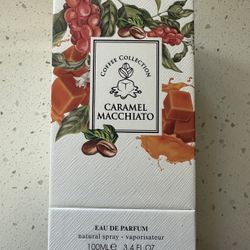 COFFEE COLLECTION
CARAMEL
MACCHIATO
EAU DE PARFUM
natural spray - vaporisateur
100ML℮ 3.4 FL.OZ